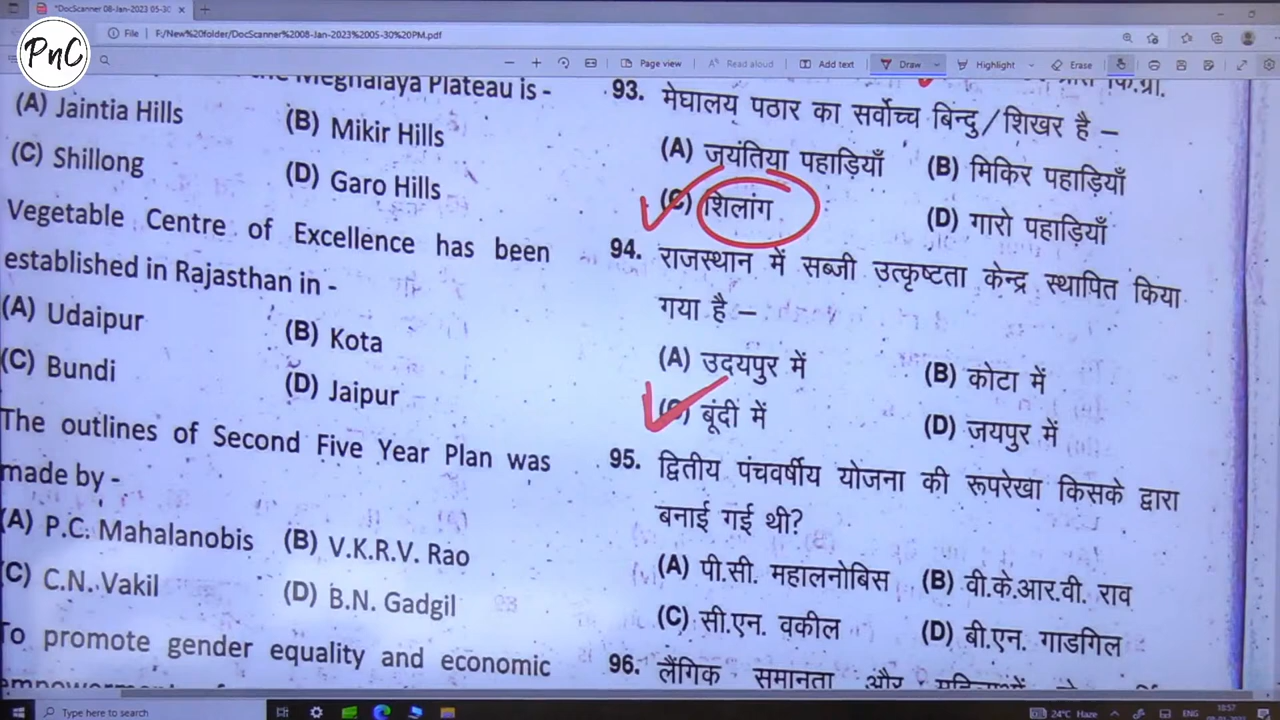 *DocScanner 08-Jan-2023 05-30
File F:/New%20folder/DocScanner%2008-Jan-2023%2005-30%20PM.pdf
PnC
Page view
Read aloud
Add text
Draw
Highlight
Erase
the Meghalaya Plateau is -
(A) Jaintia Hills (B) Mikir Hills
(C) Shillong (D) Garo Hills
Vegetable Centre of Excellence has been
established in Rajasthan in -
(A) Udaipur (B) Kota
(C) Bundi (D) Jaipur
The outlines of Second Five Year Plan was
made by -
(A) P.C. Mahalanobis (B) V.K.R.V. Rao
(C) C.N. Vakil (D) B.N. Gadgil
To promote gender equality and economic
कि.ग्रा.
93. मेघालय पठार का सर्वोच्च बिन्दु/शिखर है –
(A) जयंतिया पहाड़ियाँ (B) मिकिर पहाड़ियाँ
(C) शिलांग (D) गारो पहाड़ियाँ
94. राजस्थान में सब्जी उत्कृष्टता केन्द्र स्थापित किया
गया है –
(A) उदयपुर में (B) कोटा में
(C) बूंदी में (D) जयपुर में
95. द्वितीय पंचवर्षीय योजना की रूपरेखा किसके द्वारा
बनाई गई थी?
(A) पी.सी. महालनोबिस (B) वी.के.आर.वी. राव
(C) सी.एन. वकील (D) बी.एन. गाडगिल
96. लैंगिक समानता और
Type here to search
24°C Haze
ENG
10:57